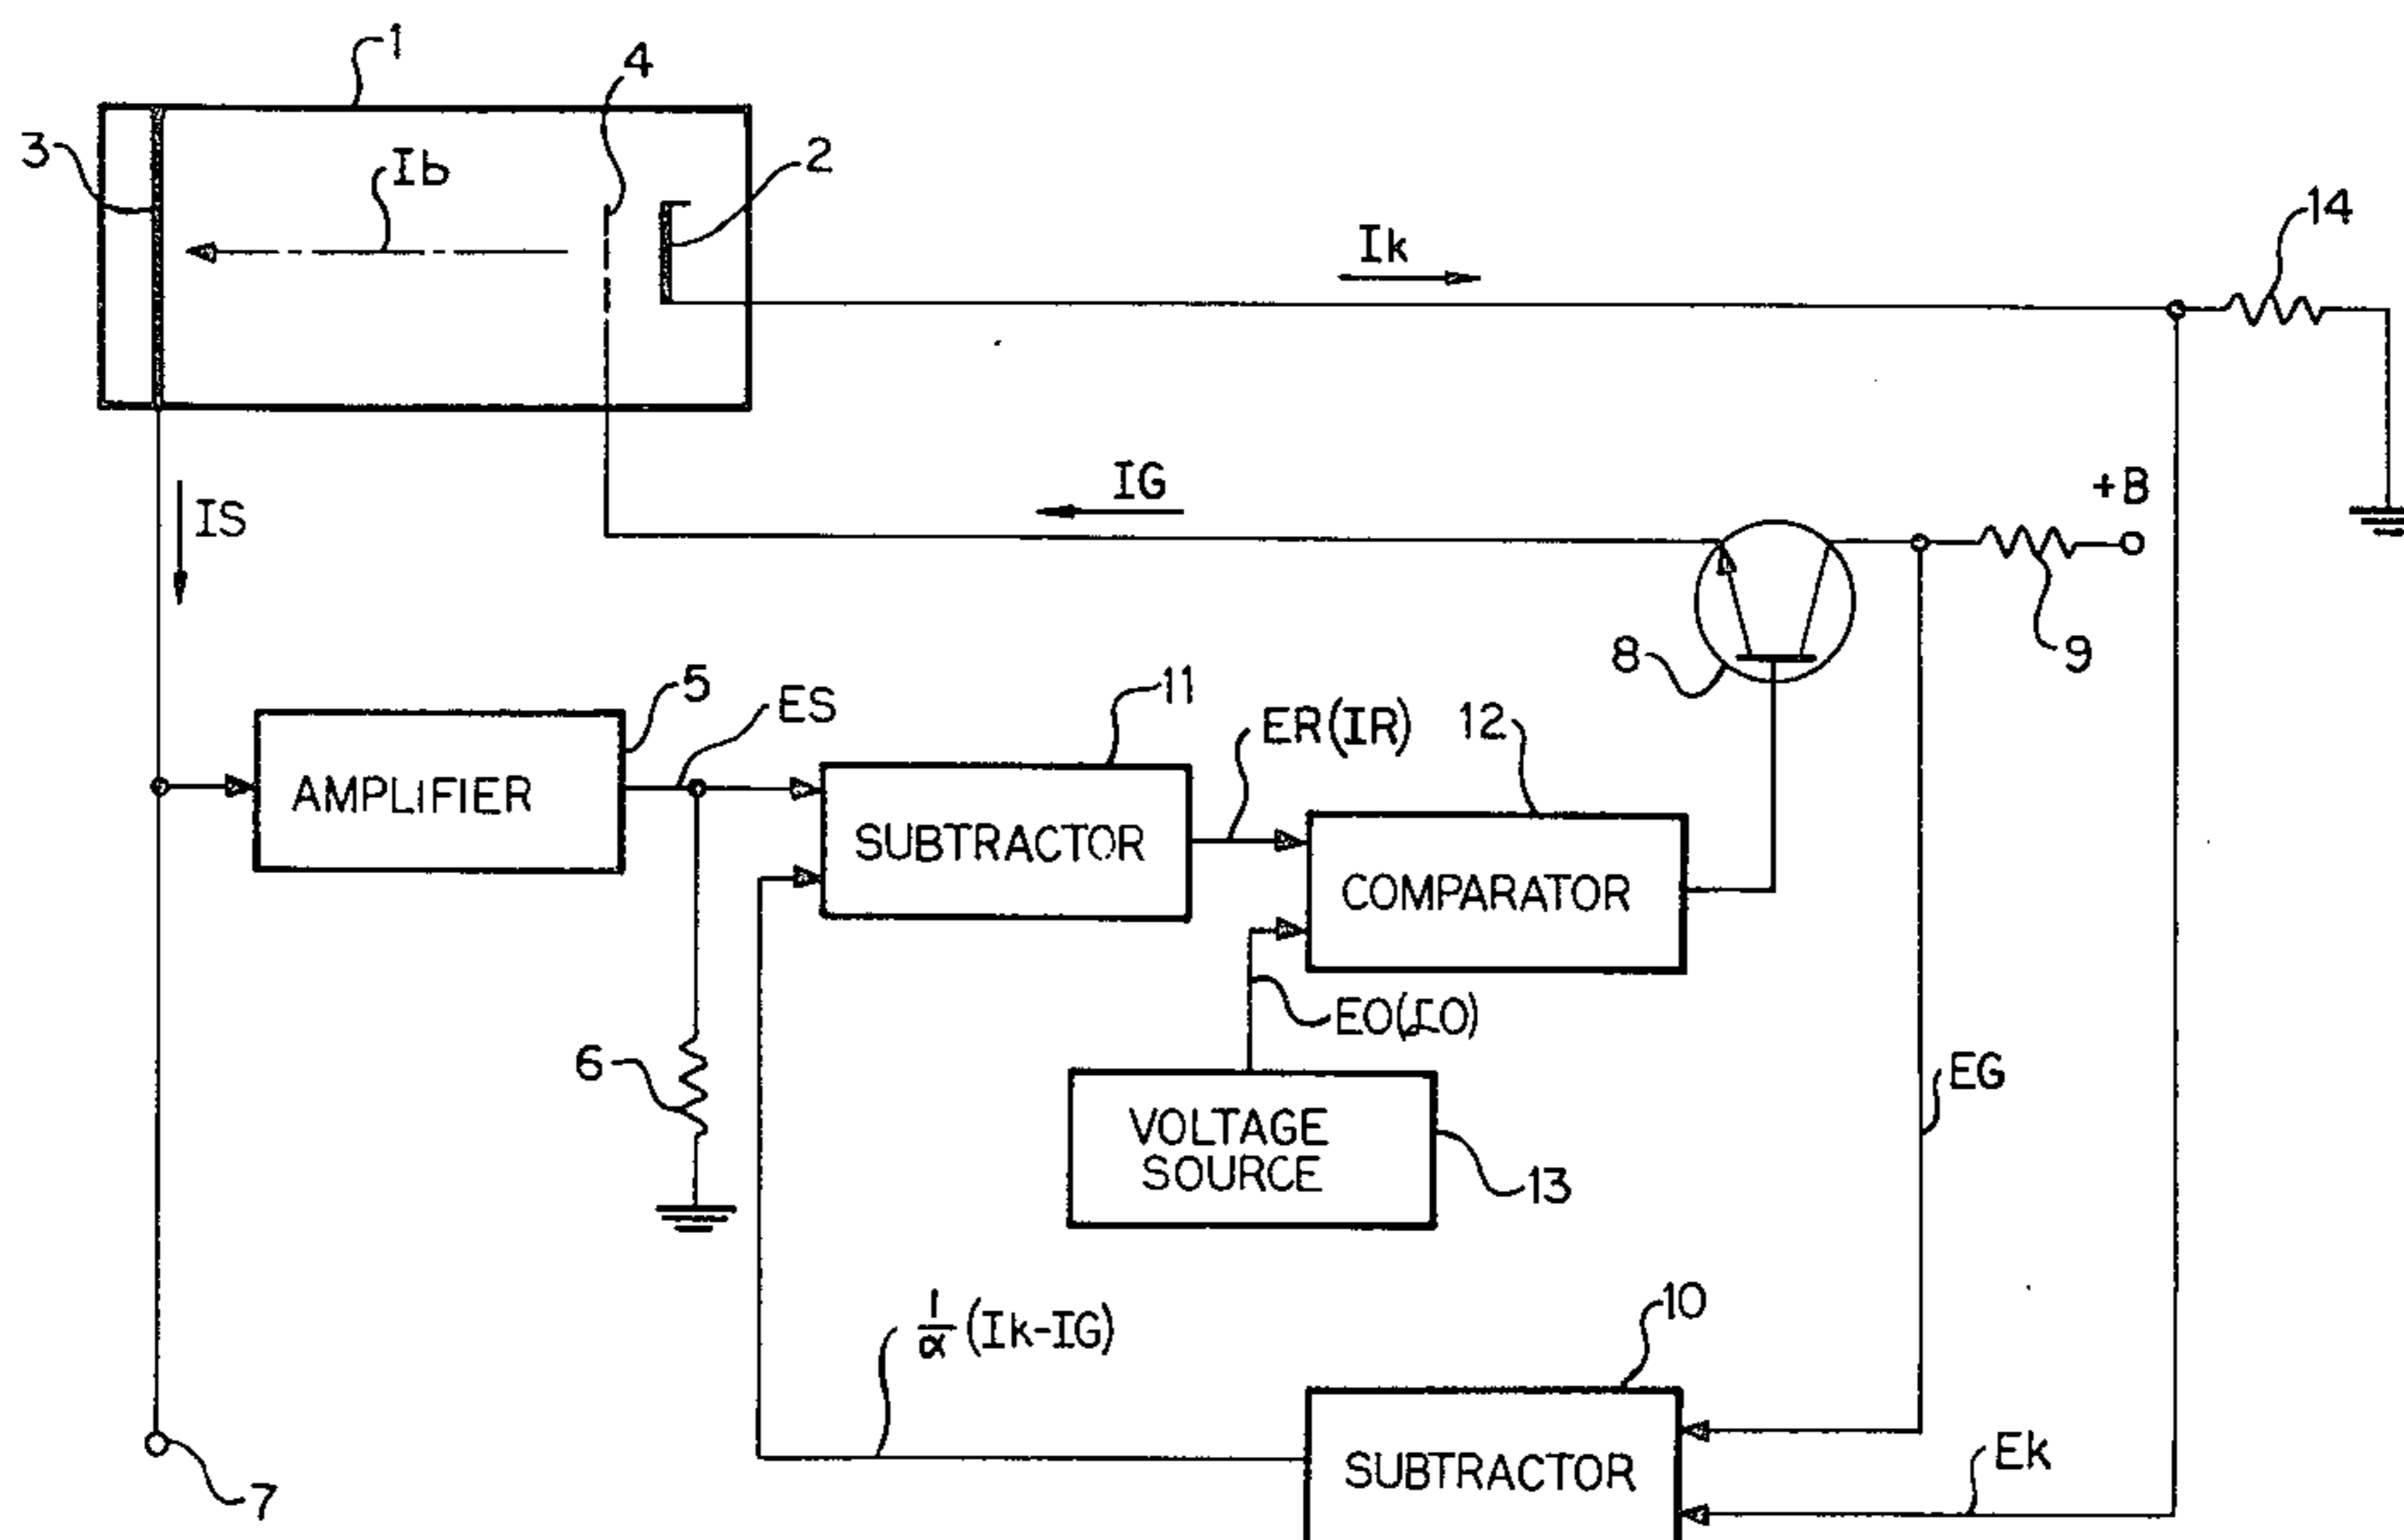 1
4
3
Ib
2
14
Ik
IG
+B
IS
8
9
5
ES
11
ER(IR)
12
AMPLIFIER
SUBTRACTOR
COMPARATOR
EO(IO)
6
EG
VOLTAGE
SOURCE
13
10
1/α (Ik-IG)
SUBTRACTOR
Ek
7